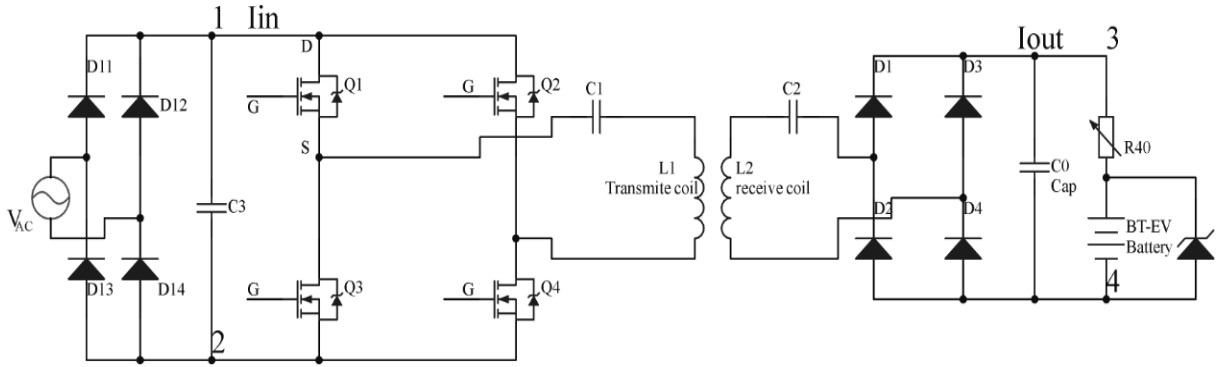 1 Iin
D11
D12
D13
D14
VAC
C3
2
D
S
G
Q1
G
Q2
G
Q3
G
Q4
C1
L1
Transmite coil
L2
receive coil
C2
D1
D3
D2
D4
Iout 3
C0
Cap
R40
BT-EV
Battery
4